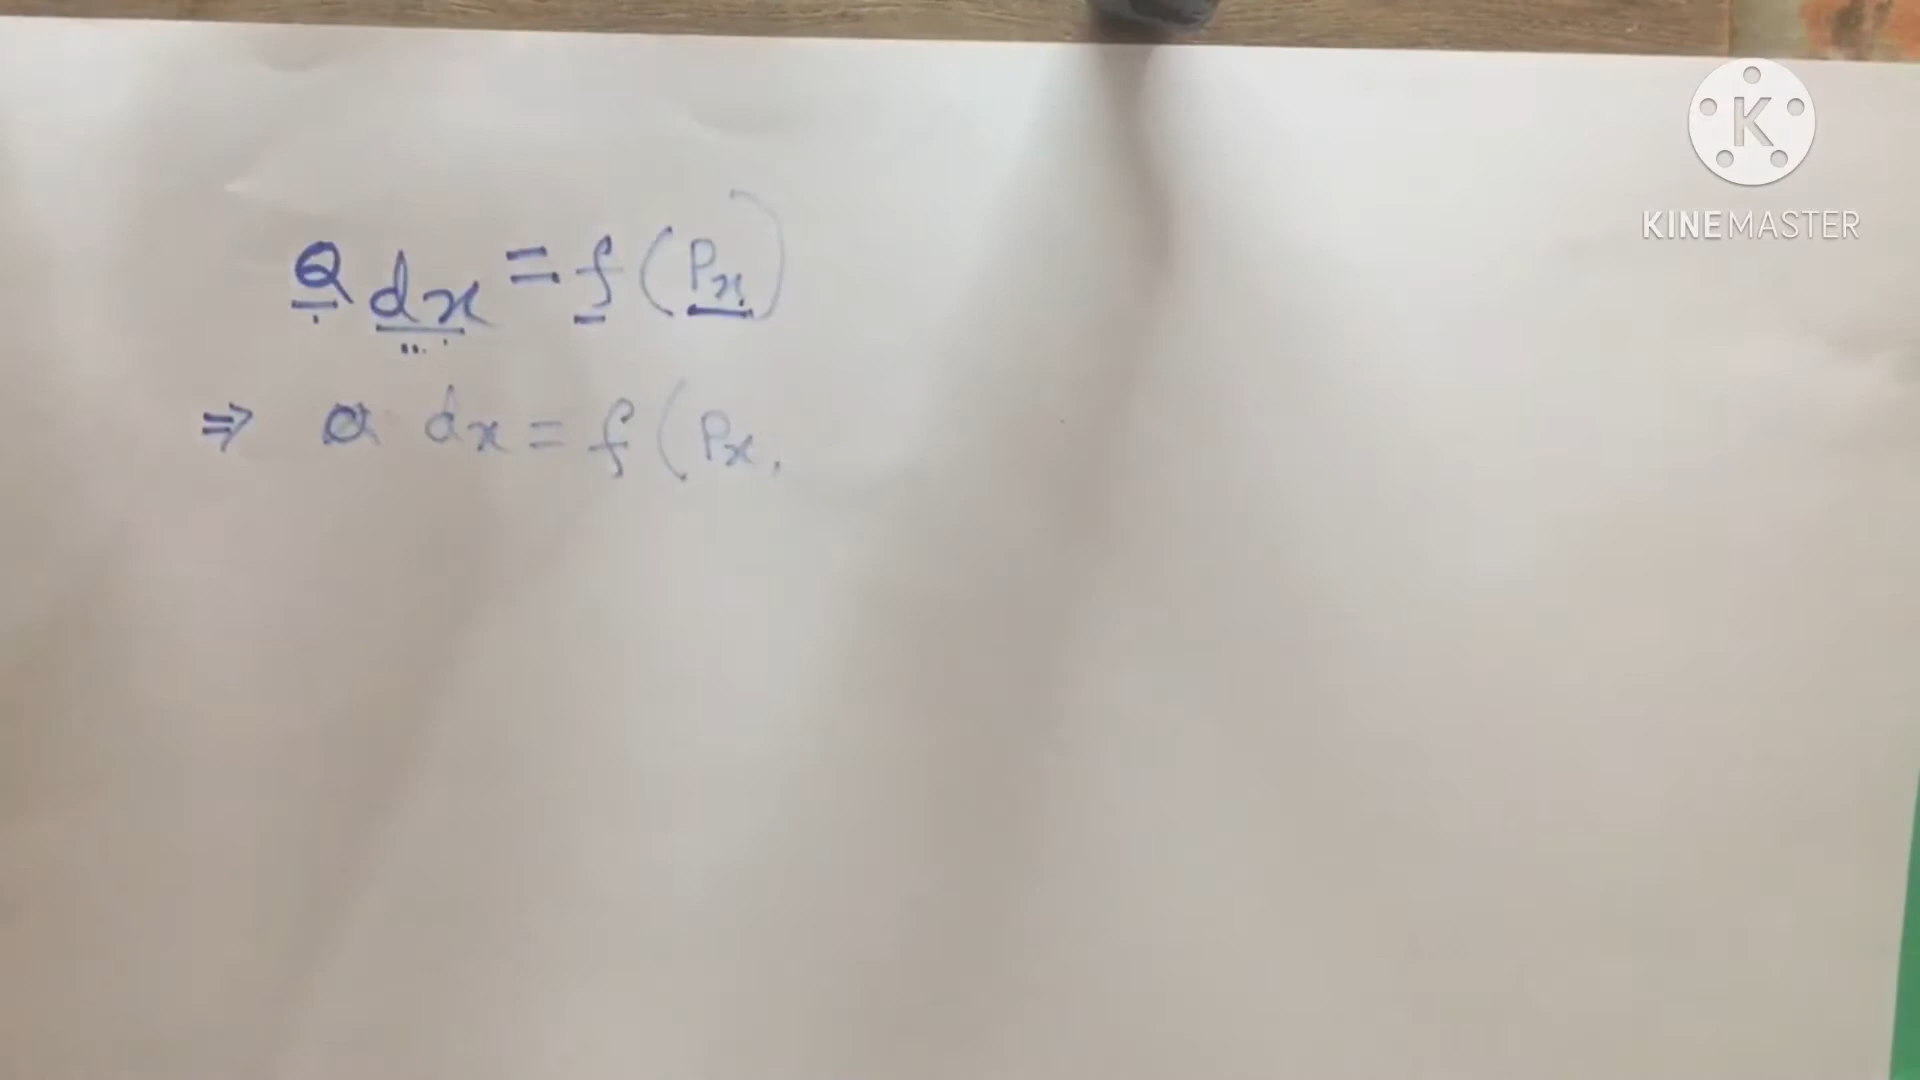 K
KINEMASTER
Q dx = f (Px)
⇒ Q dx = f (Px,